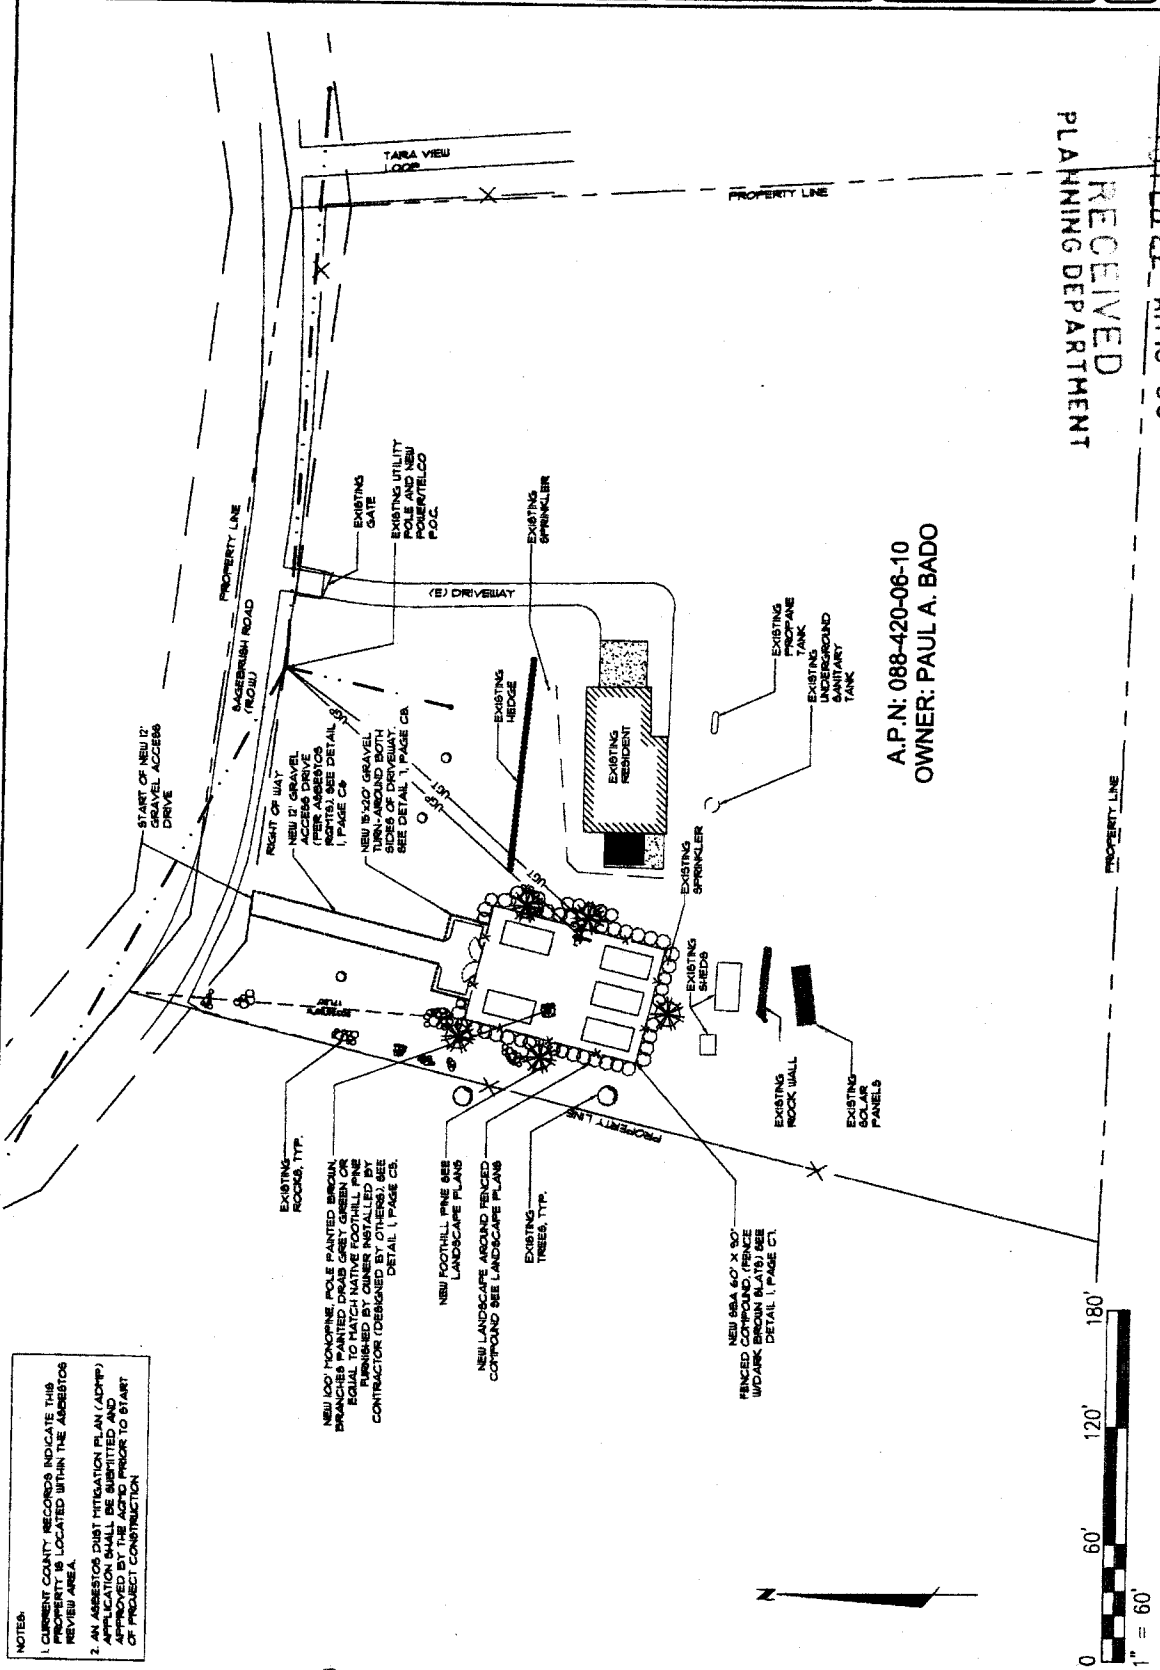 NOTES:
1. CURRENT COUNTY RECORDS INDICATE THIS
PROPERTY IS LOCATED WITHIN THE ASBESTOS
REVIEW AREA.
2. AN ASBESTOS DUST MITIGATION PLAN (ADMP)
APPLICATION SHALL BE SUBMITTED AND
APPROVED BY THE AQMD PRIOR TO START
OF PROJECT CONSTRUCTION
START OF NEW 12'
GRAVEL ACCESS
DRIVE
PROPERTY LINE
SAGEBRUSH ROAD
(R.O.W.)
RIGHT OF WAY
NEW 12' GRAVEL
ACCESS DRIVE
(PER ASBESTOS
RQMTS). SEE DETAIL
1, PAGE C6
NEW 15'x20' GRAVEL
TURN-AROUND BOTH
SIDES OF DRIVEWAY.
SEE DETAIL 7, PAGE C8.
EXISTING
GATE
EXISTING UTILITY
POLE AND NEW
POWER/TELCO
P.O.C.
TARA VIEW
LOOP
PROPERTY LINE
(E) DRIVEWAY
UGP
UGT
UGP
UGT
EXISTING
HEDGE
EXISTING
SPRINKLER
EXISTING
RESIDENT
EXISTING
PROPANE
TANK
EXISTING
UNDERGROUND
SANITARY
TANK
EXISTING
SPRINKLER
EXISTING
SHEDS
EXISTING
ROCK WALL
EXISTING
SOLAR
PANELS
EXISTING
ROCKS, TYP.
NEW 100' MONOPINE, POLE PAINTED BROWN,
BRANCHES PAINTED DRAB GREY GREEN OR
EQUAL TO MATCH NATIVE FOOTHILL PINE
FURNISHED BY OWNER INSTALLED BY
CONTRACTOR (DESIGNED BY OTHERS). SEE
DETAIL 1, PAGE C5.
NEW FOOTHILL PINE SEE
LANDSCAPE PLANS
NEW LANDSCAPE AROUND FENCED
COMPOUND SEE LANDSCAPE PLANS
EXISTING
TREES, TYP.
PROPERTY LINE
NEW SBA 60' X 90'
FENCED COMPOUND, (FENCE
W/DARK BROWN SLATS) SEE
DETAIL 1, PAGE C7.
A.P.N: 088-420-06-10
OWNER: PAUL A. BADO
PROPERTY LINE
RECEIVED
PLANNING DEPARTMENT
N
0 60' 120' 180'
1" = 60'